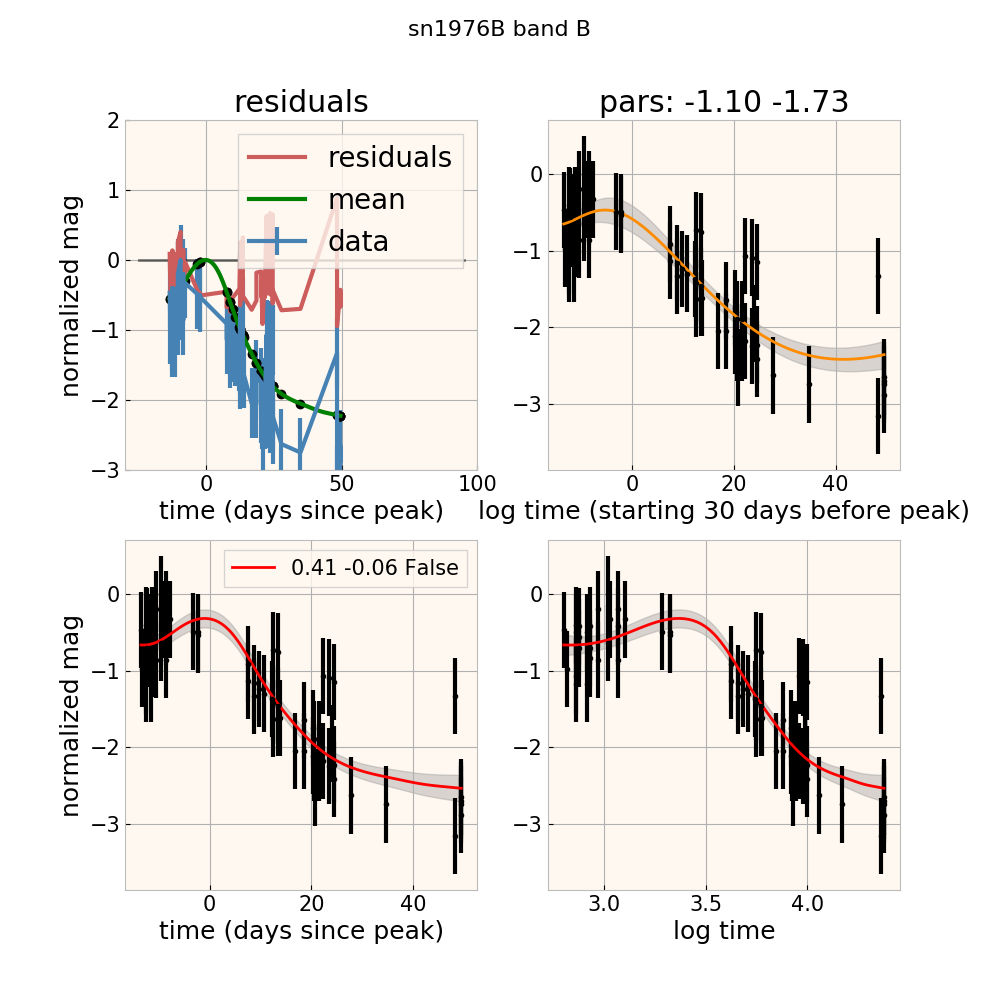 sn1976B band B
residuals
2
1
0
−1
−2
−3
normalized mag
residuals
mean
data
0
50
100
time (days since peak)
pars: -1.10 -1.73
0
−1
−2
−3
0
20
40
log time (starting 30 days before peak)
0
−1
−2
−3
normalized mag
0.41 -0.06 False
0
20
40
time (days since peak)
0
−1
−2
−3
3.0
3.5
4.0
log time